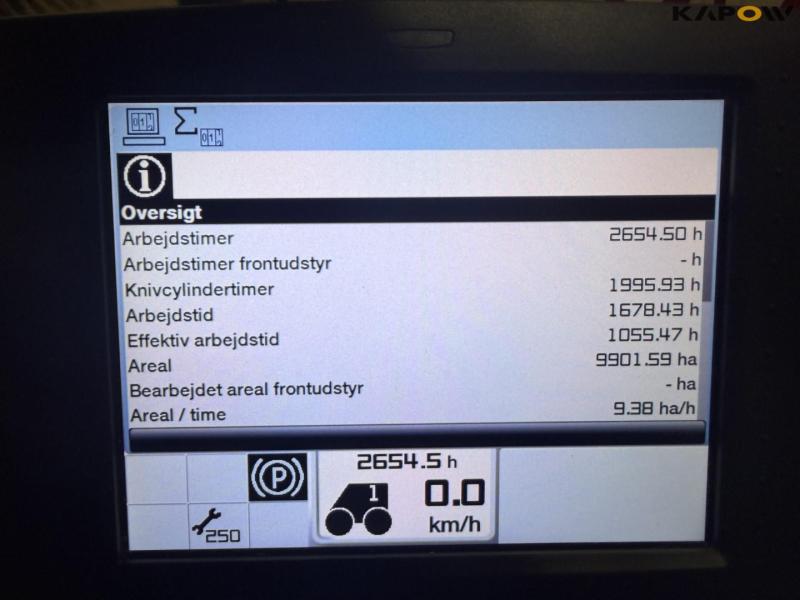 KAPOW
Oversigt
Arbejdstimer 2654.50 h
Arbejdstimer frontudstyr - h
Knivcylindertimer 1995.93 h
Arbejdstid 1678.43 h
Effektiv arbejdstid 1055.47 h
Areal 9901.59 ha
Bearbejdet areal frontudstyr - ha
Areal / time 9.38 ha/h
2654.5 h
P
1
0.0
km/h
250